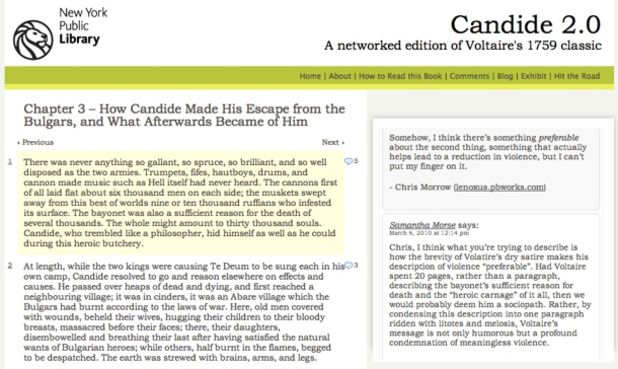 New York
Public
Library
Candide 2.0
A networked edition of Voltaire's 1759 classic
Home | About | How to Read this Book | Comments | Blog | Exhibit | Hit the Road
Chapter 3 – How Candide Made His Escape from the
Bulgars, and What Afterwards Became of Him
‹ Previous
Next ›
1
There was never anything so gallant, so spruce, so brilliant, and so well
5
disposed as the two armies. Trumpets, fifes, hautboys, drums, and
cannon made music such as Hell itself had never heard. The cannons first
of all laid flat about six thousand men on each side; the muskets swept
away from this best of worlds nine or ten thousand ruffians who infested
its surface. The bayonet was also a sufficient reason for the death of
several thousands. The whole might amount to thirty thousand souls.
Candide, who trembled like a philosopher, hid himself as well as he could
during this heroic butchery.
2
At length, while the two kings were causing Te Deum to be sung each in his
3
own camp, Candide resolved to go and reason elsewhere on effects and
causes. He passed over heaps of dead and dying, and first reached a
neighbouring village; it was in cinders, it was an Abare village which the
Bulgars had burnt according to the laws of war. Here, old men covered
with wounds, beheld their wives, hugging their children to their bloody
breasts, massacred before their faces; there, their daughters,
disembowelled and breathing their last after having satisfied the natural
wants of Bulgarian heroes; while others, half burnt in the flames, begged
to be despatched. The earth was strewed with brains, arms, and legs.
Somehow, I think there's something preferable
about the second thing, something that actually
helps lead to a reduction in violence, but I can't
put my finger on it.
- Chris Morrow (ienoxus.pbworks.com)
Samantha Morse says:
March 6, 2010 at 12:14 pm
Chris, I think what you're trying to describe is
how the brevity of Voltaire's dry satire makes his
description of violence "preferable". Had Voltaire
spent 20 pages, rather than a paragraph,
describing the bayonet's sufficient reason for
death and the "heroic carnage" of it all, then we
would probably deem him a sociopath. Rather, by
condensing this description into one paragraph
ridden with litotes and meiosis, Voltaire's
message is not only humorous but a profound
condemnation of meaningless violence.